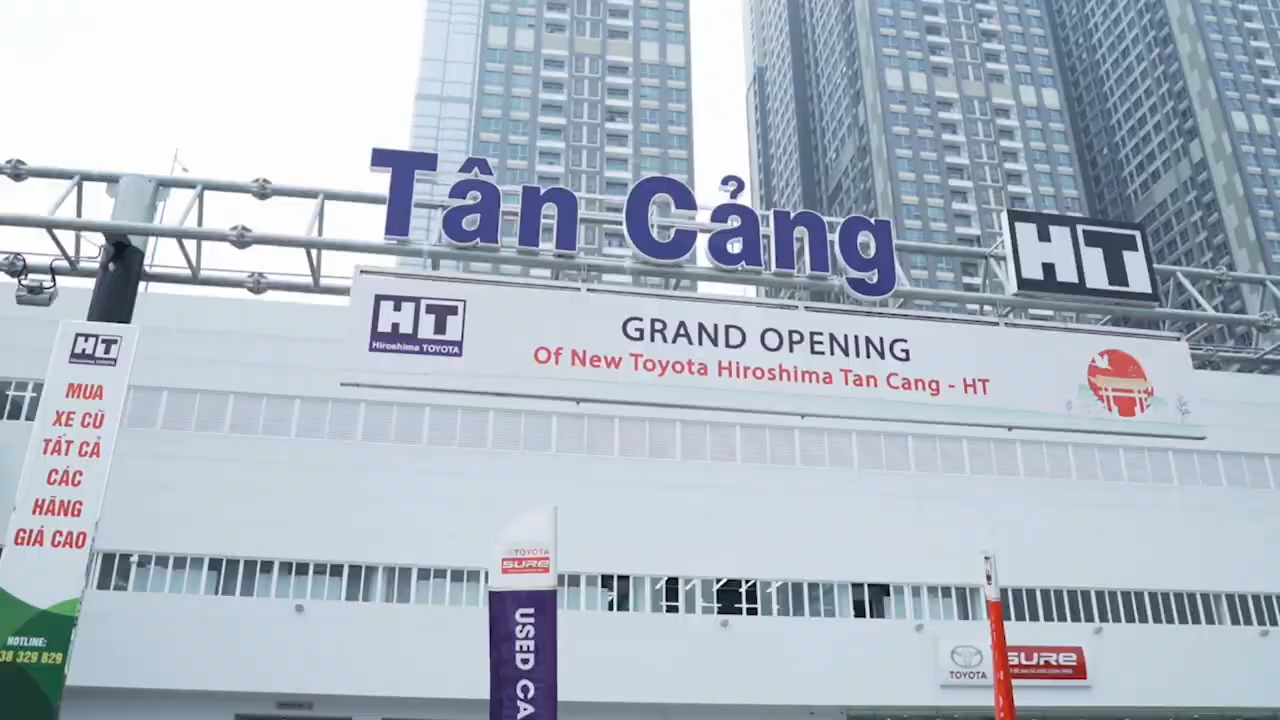 Tân Cảng
HT
HT
Hiroshima TOYOTA
GRAND OPENING
Of New Toyota Hiroshima Tan Cang - HT
HT
MUA
XE CŨ
TẤT CẢ
CÁC
HÃNG
GIÁ CAO
HOTLINE:
38 329 829
TOYOTA
SURE
USED CA
TOYOTA
SURE